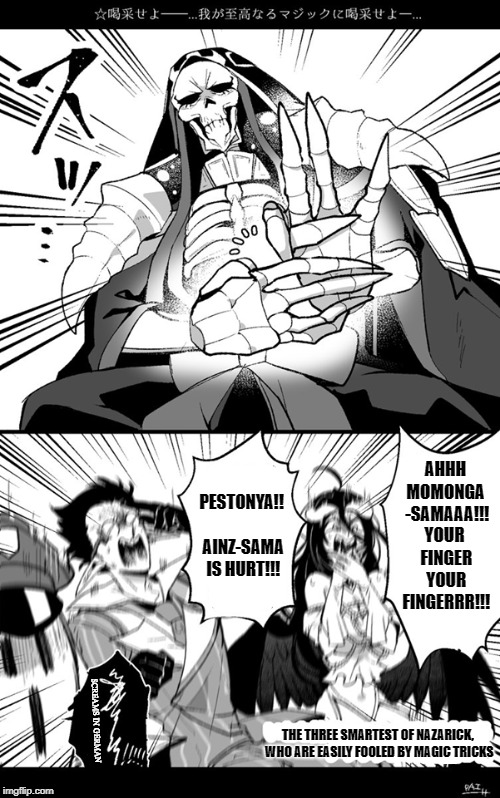 ☆喝采せよ――…我が至高なるマジックに喝采せよ―…
スッ…
AHHH
MOMONGA
-SAMAAA!!!
YOUR
FINGER
YOUR
FINGERRR!!!
PESTONYA!!
AINZ-SAMA
IS HURT!!!
SCREAMS IN GERMAN
THE THREE SMARTEST OF NAZARICK,
WHO ARE EASILY FOOLED BY MAGIC TRICKS
imgflip.com